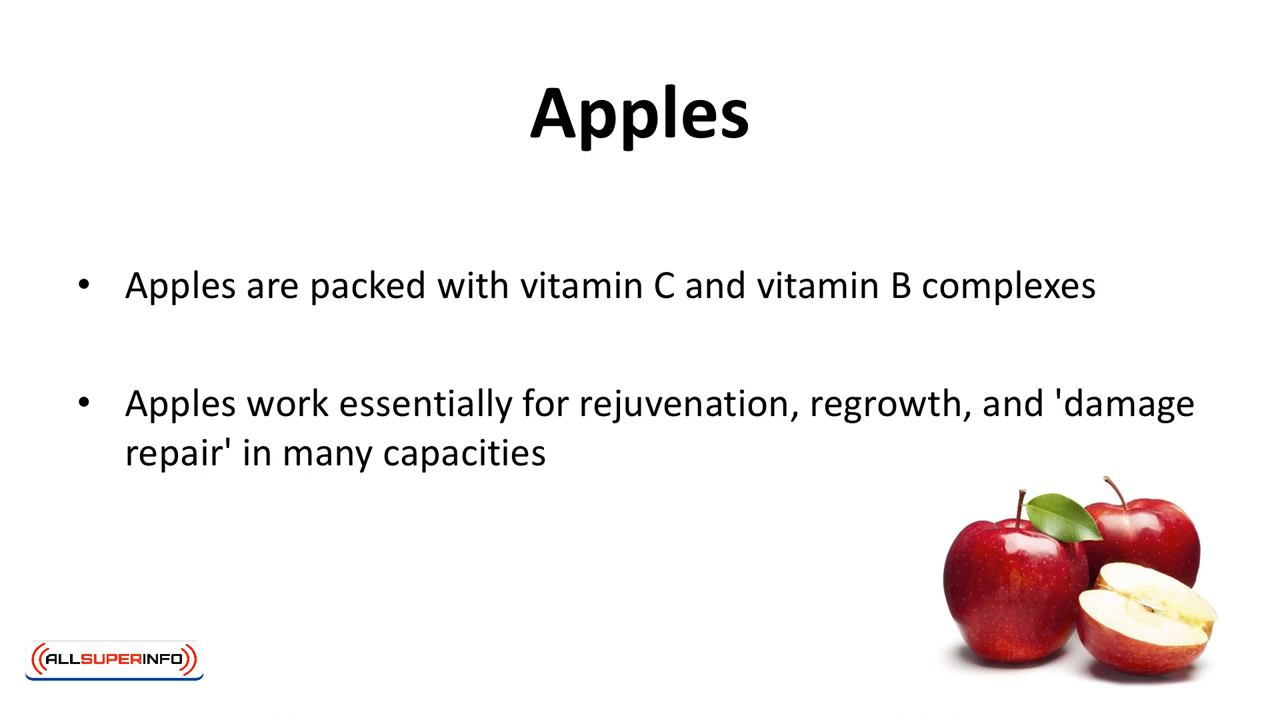 Apples
• Apples are packed with vitamin C and vitamin B complexes
• Apples work essentially for rejuvenation, regrowth, and 'damage
repair' in many capacities
ALLSUPERINFO